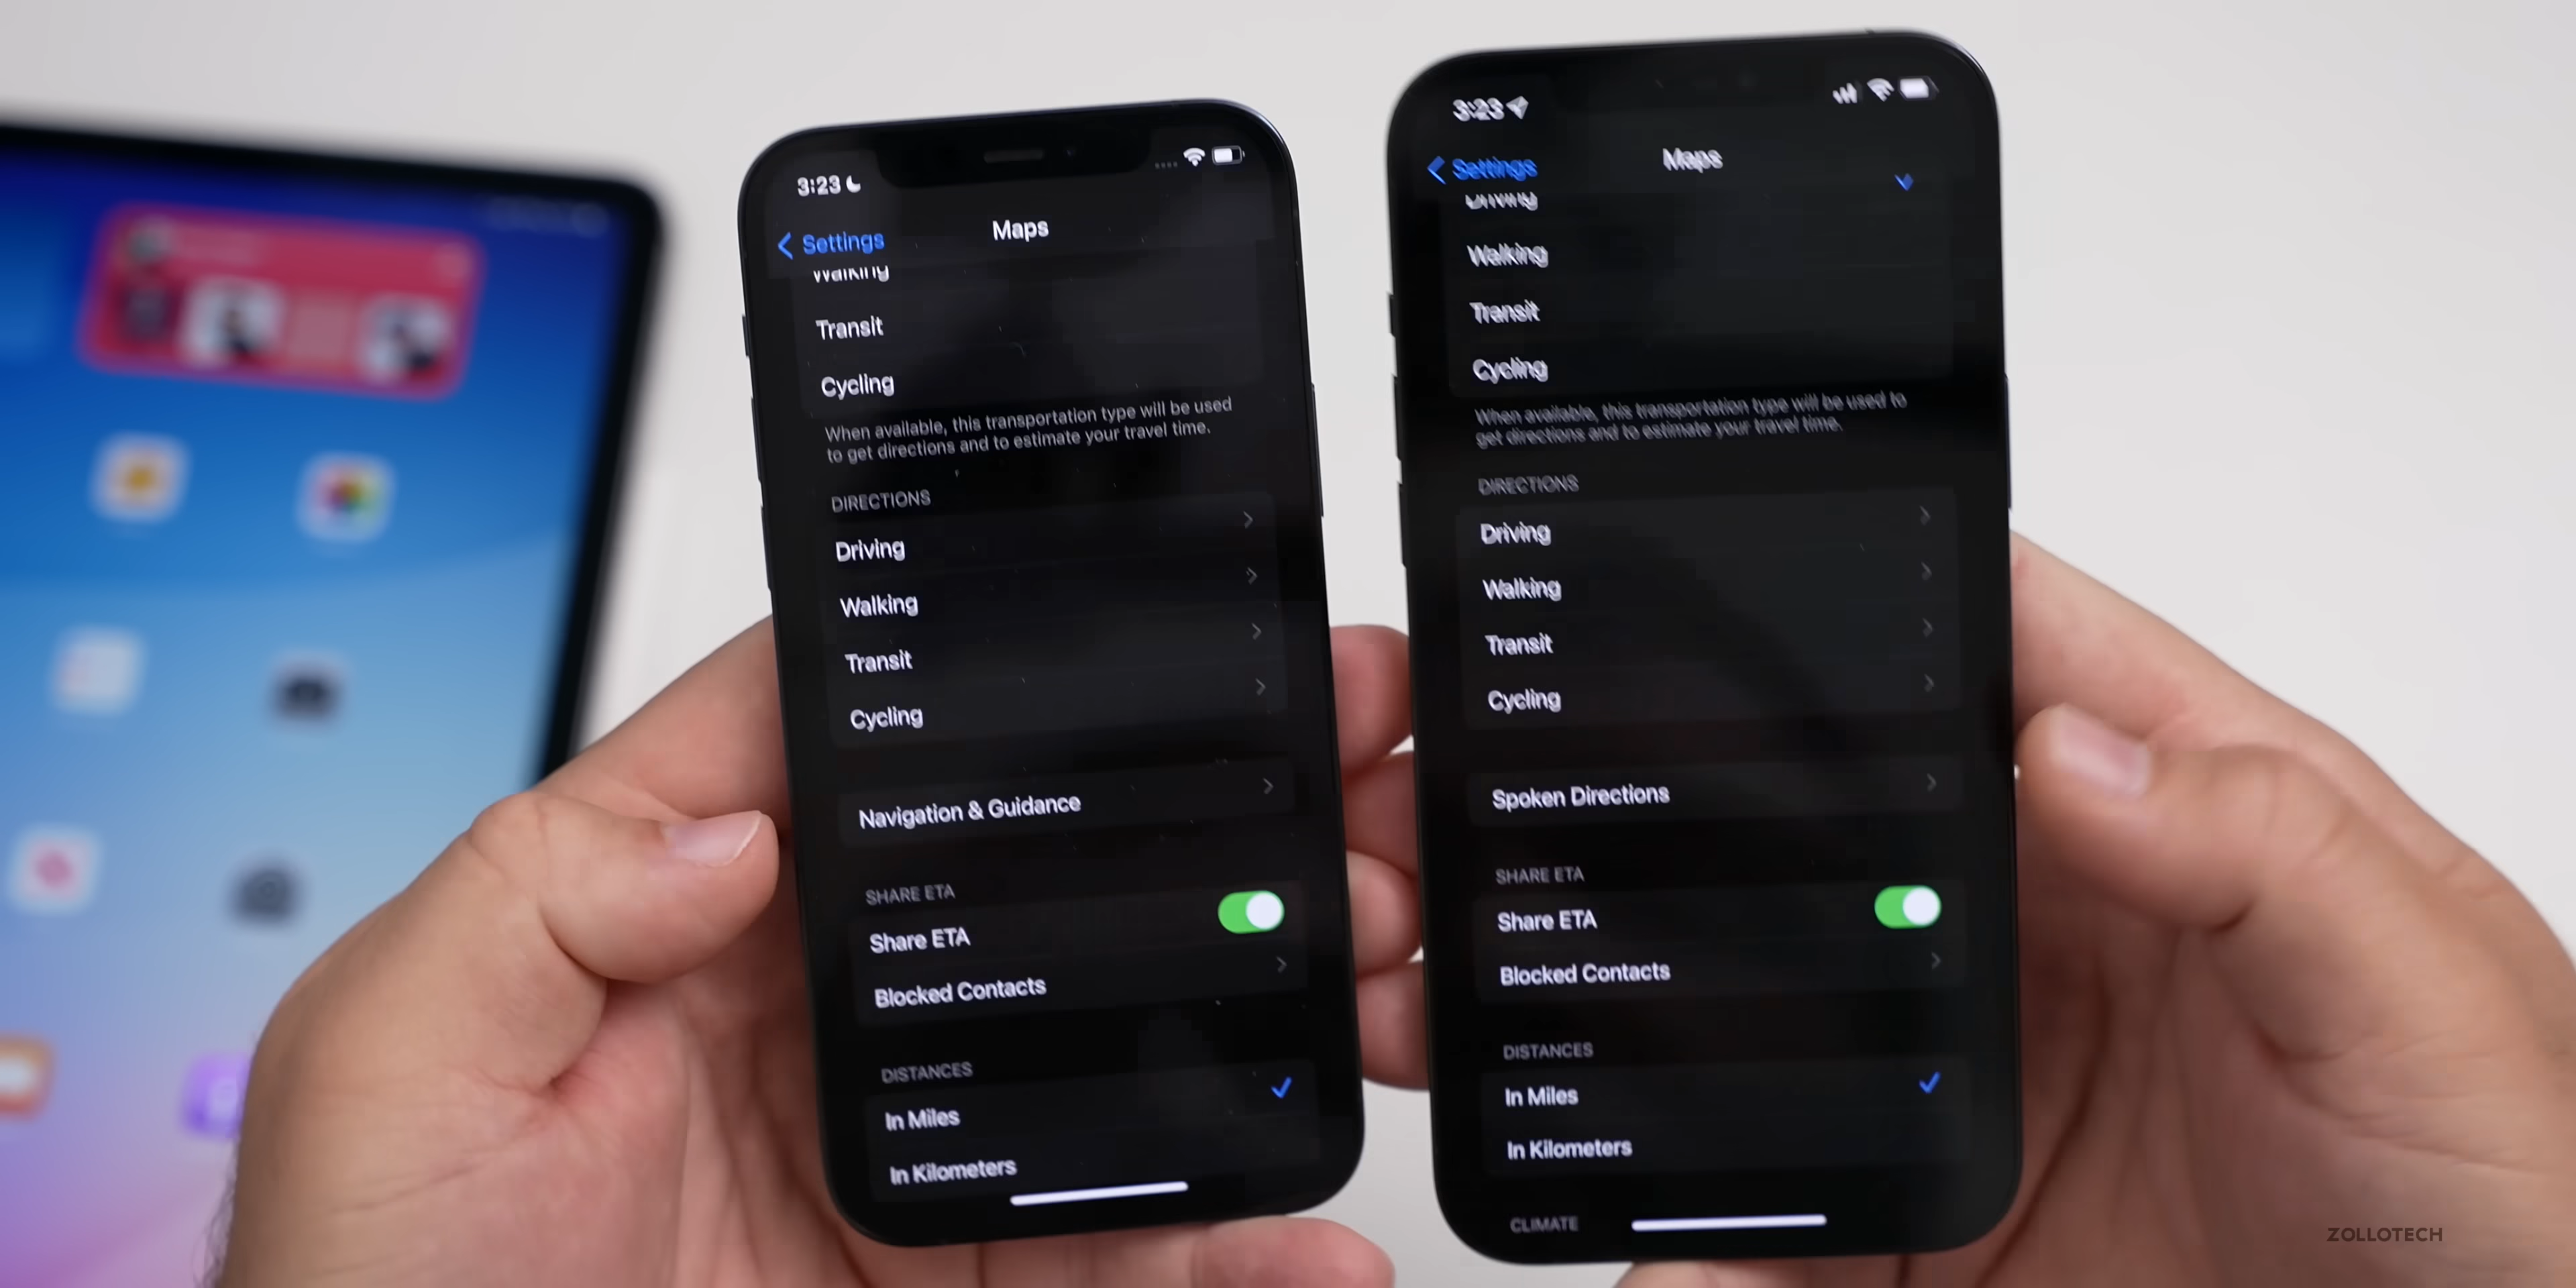 3:23
Settings
Maps
Walking
Transit
Cycling
When available, this transportation type will be used
to get directions and to estimate your travel time.
DIRECTIONS
Driving
Walking
Transit
Cycling
Navigation & Guidance
SHARE ETA
Share ETA
Blocked Contacts
DISTANCES
In Miles
In Kilometers
3:23
Settings
Maps
Driving
Walking
Transit
Cycling
When available, this transportation type will be used to
get directions and to estimate your travel time.
DIRECTIONS
Driving
Walking
Transit
Cycling
Spoken Directions
SHARE ETA
Share ETA
Blocked Contacts
DISTANCES
In Miles
In Kilometers
CLIMATE
ZOLLOTECH